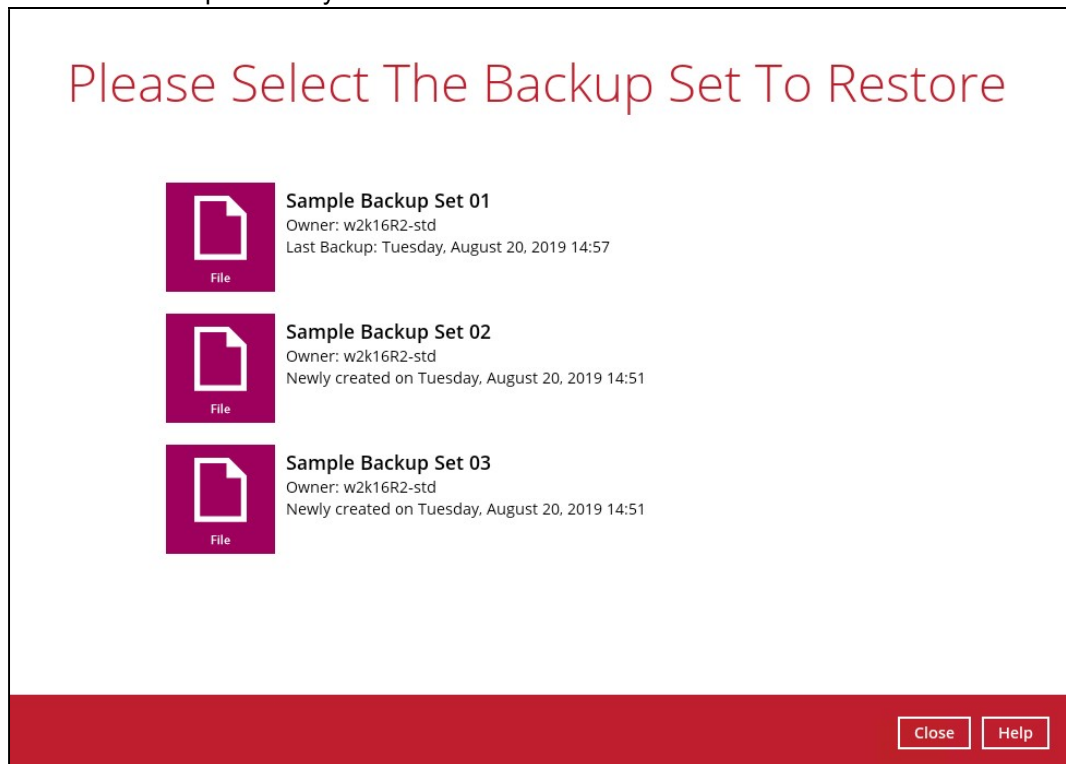 Please Select The Backup Set To Restore
Sample Backup Set 01
Owner: w2k16R2-std
Last Backup: Tuesday, August 20, 2019 14:57
File
Sample Backup Set 02
Owner: w2k16R2-std
Newly created on Tuesday, August 20, 2019 14:51
File
Sample Backup Set 03
Owner: w2k16R2-std
Newly created on Tuesday, August 20, 2019 14:51
File
Close Help